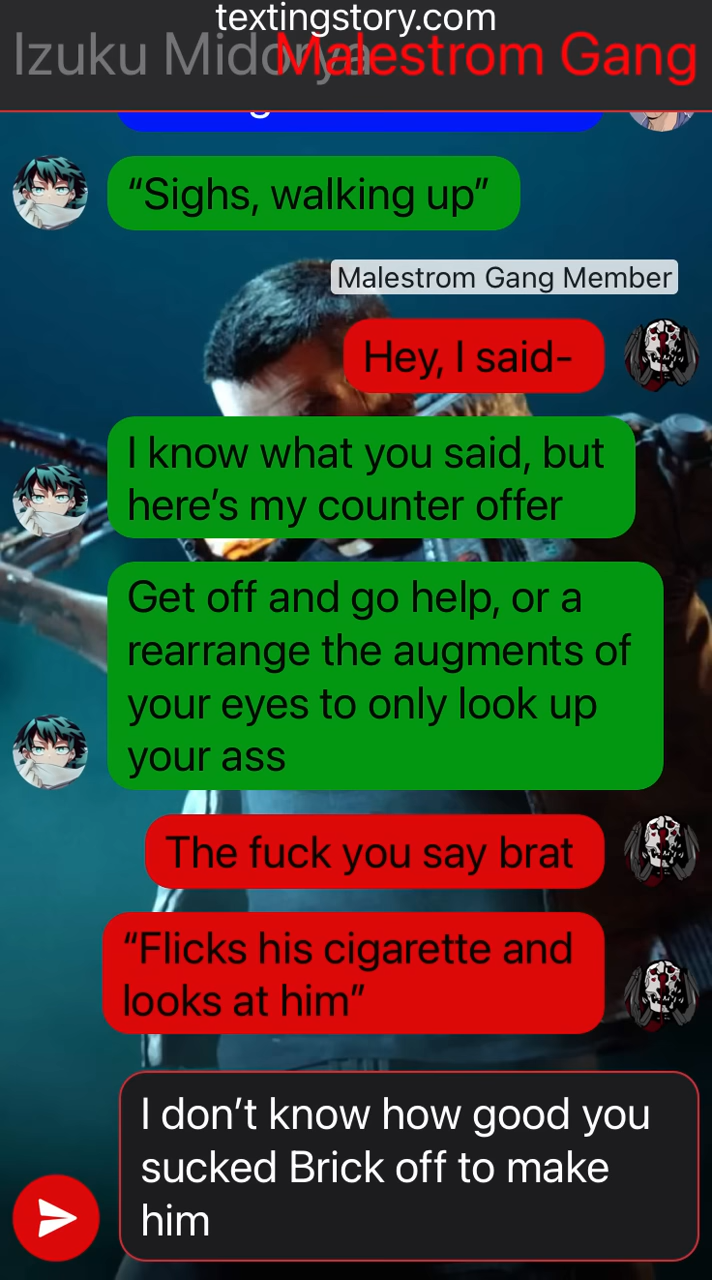 textingstory.com
Izuku Midoriya
Malestrom Gang
“Sighs, walking up”
Malestrom Gang Member
Hey, I said-
I know what you said, but
here’s my counter offer
Get off and go help, or a
rearrange the augments of
your eyes to only look up
your ass
The fuck you say brat
“Flicks his cigarette and
looks at him”
I don’t know how good you
sucked Brick off to make
him